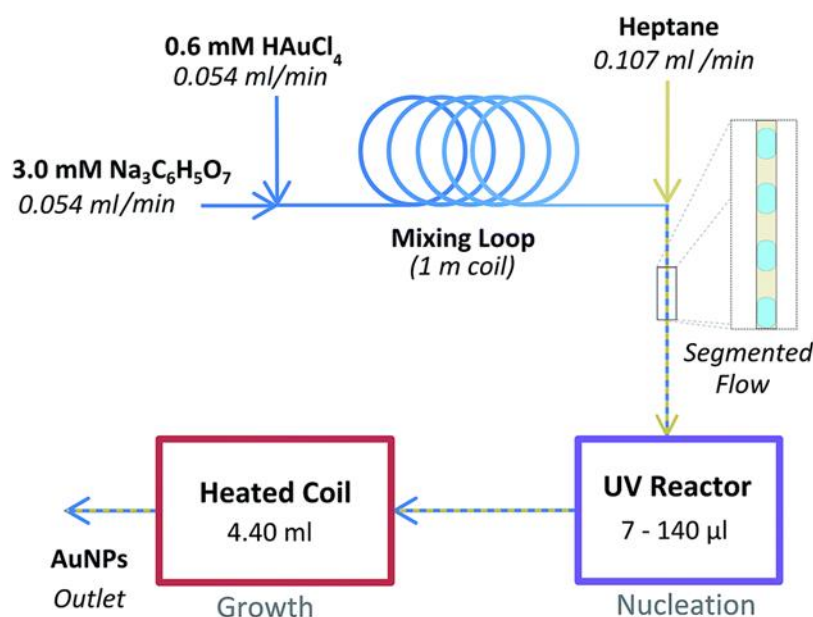 0.6 mM HAuCl₄
0.054 ml/min
Heptane
0.107 ml /min
3.0 mM Na₃C₆H₅O₇
0.054 ml/min
Mixing Loop
(1 m coil)
Segmented
Flow
Heated Coil
4.40 ml
UV Reactor
7 - 140 µl
AuNPs
Outlet
Growth
Nucleation